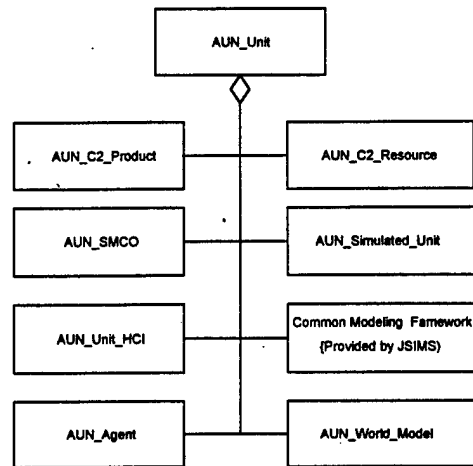 AUN_Unit
AUN_C2_Product
AUN_C2_Resource
AUN_SMCO
AUN_Simulated_Unit
AUN_Unit_HCI
Common Modeling Famework
{Provided by JSIMS)
AUN_Agent
AUN_World_Model